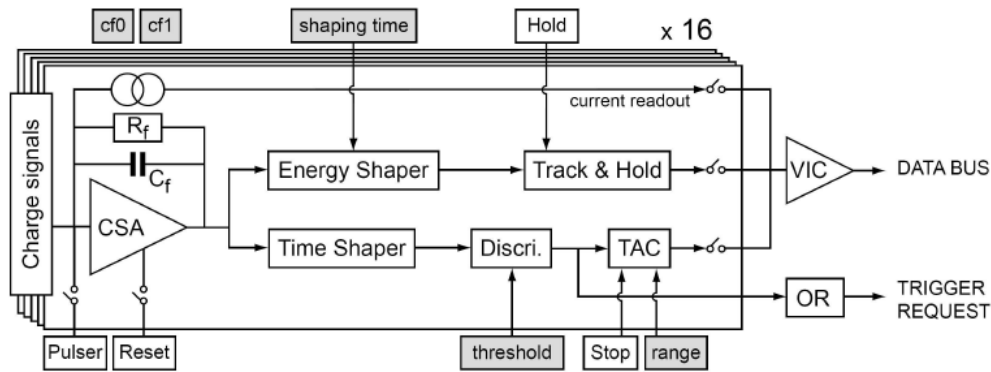 cf0 cf1 shaping time Hold x 16
current readout
Charge signals
Rf
Cf
CSA
Energy Shaper Track & Hold VIC DATA BUS
Time Shaper Discri. TAC
OR TRIGGER
REQUEST
Pulser Reset threshold Stop range